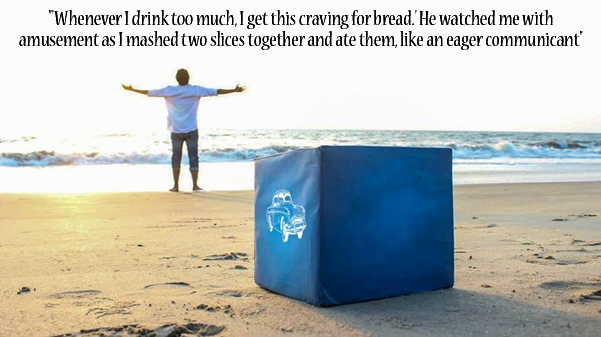 "'Whenever I drink too much, I get this craving for bread.' He watched me with
amusement as I mashed two slices together and ate them, like an eager communicant"